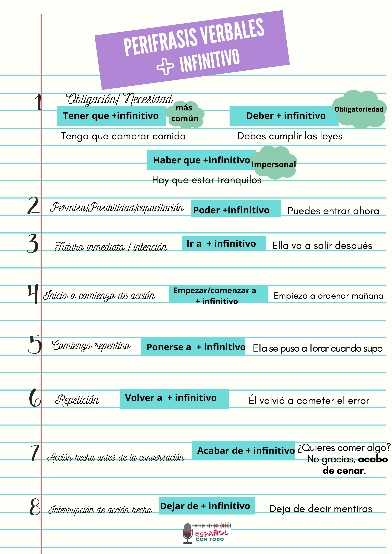 PERIFRASIS VERBALES
+ INFINITIVO
1 Obligación/Necesidad
Tener que +infinitivo
más
común
Deber + infinitivo
Obligatoriedad
Tengo que comprar comida
Debes cumplir las leyes
Haber que +infinitivo
Impersonal
Hay que estar tranquilos
2 Permiso/Posibilidad/capacitación Poder +infinitivo Puedes entrar ahora
3 Futuro inmediato / intención Ir a + infinitivo Ella va a salir después
4 Inicio o comienzo de acción
Empezar/comenzar a
+ infinitivo
Empiezo a ordenar mañana
5 Comienzo repentino Ponerse a + infinitivo Ella se puso a llorar cuando supo
6 Repetición Volver a + infinitivo Él volvió a cometer el error
7 Acción hecha antes de la conversación
Acabar de + infinitivo
¿Quieres comer algo?
No gracias, acabo
de cenar.
8 Interrupción de acción hecha Dejar de + infinitivo Deja de decir mentiras
ESPAÑOL
CON TODO